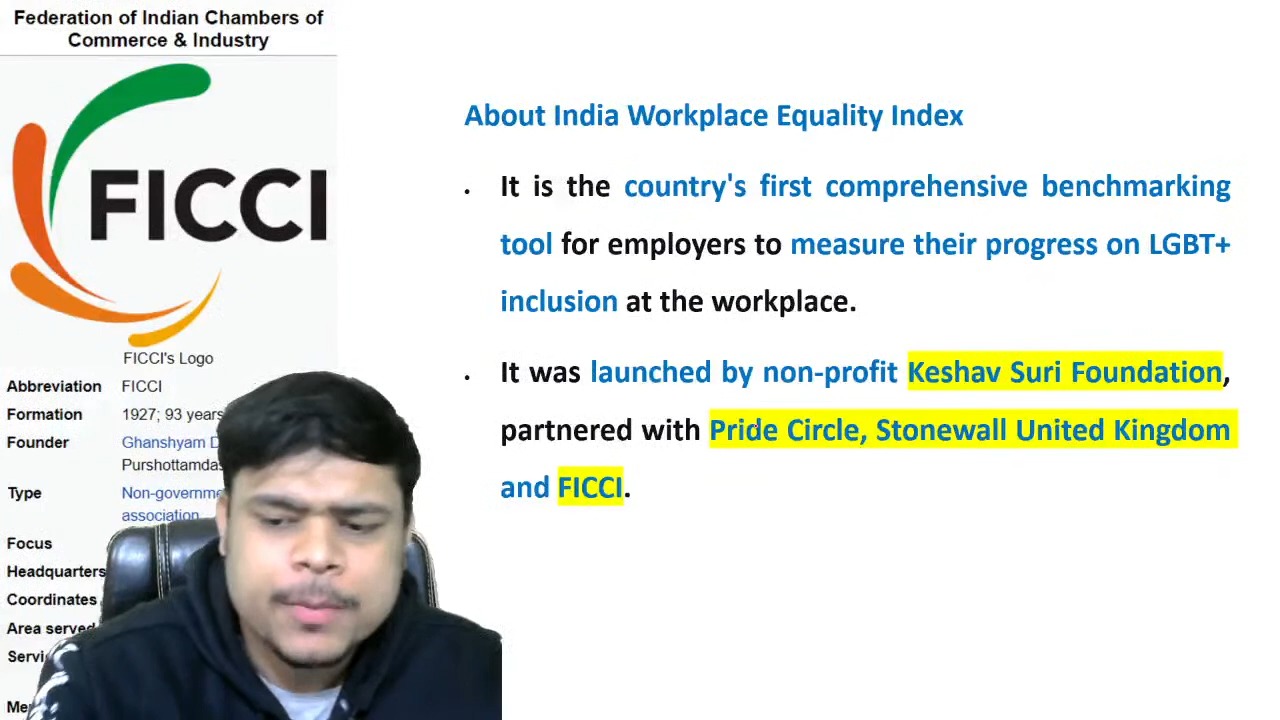 Federation of Indian Chambers of
Commerce & Industry
FICCI
FICCI's Logo
Abbreviation FICCI
Formation 1927; 93 years
Founder Ghanshyam
Type Non-
association
Focus
Headquarters
Coordinates
Area served
About India Workplace Equality Index
• It is the country's first comprehensive benchmarking
tool for employers to measure their progress on LGBT+
inclusion at the workplace.
• It was launched by non-profit Keshav Suri Foundation,
partnered with Pride Circle, Stonewall United Kingdom
and FICCI.